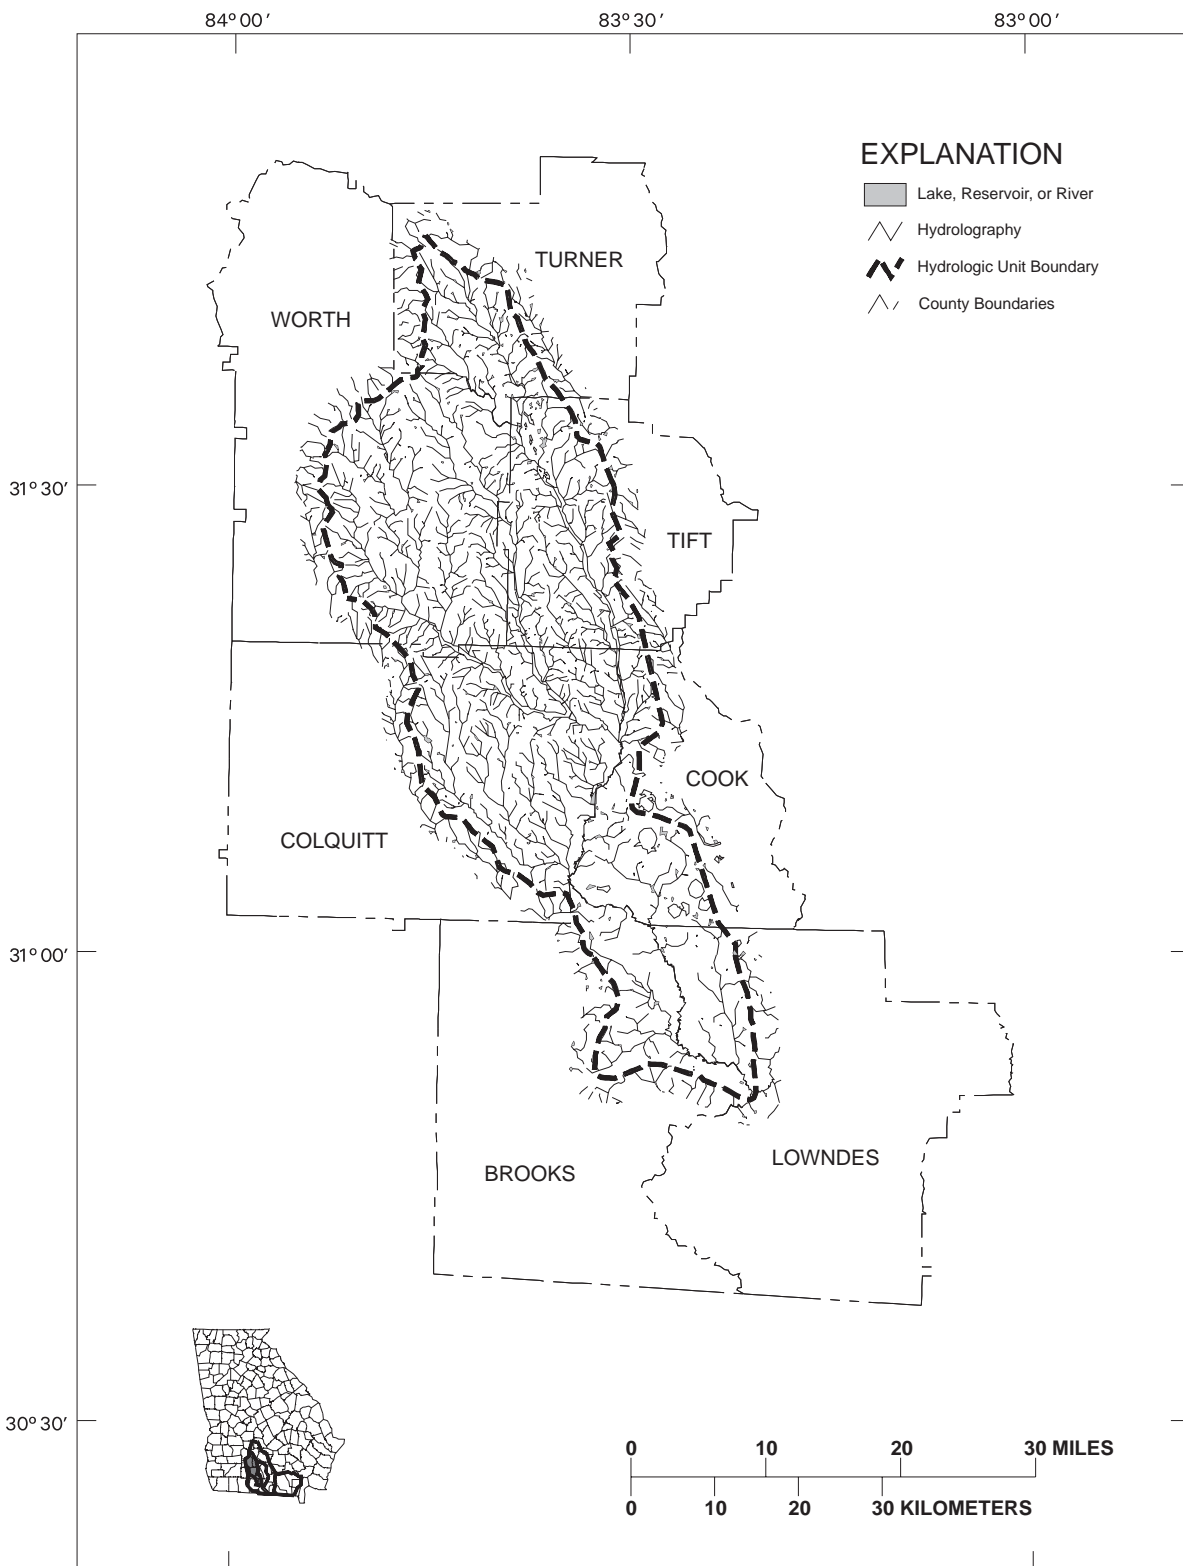 84°00′ 83°30′ 83°00′
EXPLANATION
Lake, Reservoir, or River
Hydrolography
Hydrologic Unit Boundary
County Boundaries
TURNER
WORTH
31°30′
TIFT
COOK
COLQUITT
31°00′
LOWNDES
BROOKS
30°30′
0 10 20 30 MILES
0 10 20 30 KILOMETERS